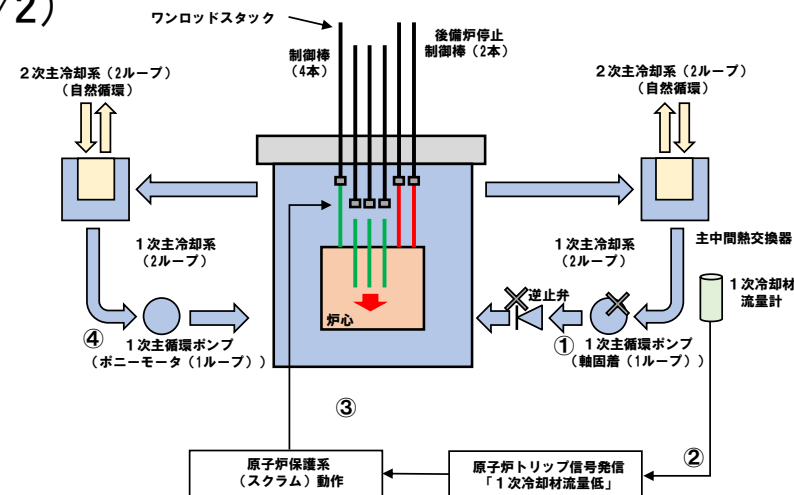 /2)
ワンロッドスタック
制御棒
(4本)
後備炉停止
制御棒(2本)
2次主冷却系(2ループ)
(自然循環)
2次主冷却系(2ループ)
(自然循環)
1次主冷却系
(2ループ)
1次主冷却系
(2ループ)
主中間熱交換器
1次冷却材
流量計
逆止弁
炉心
④
1次主循環ポンプ
(ポニーモータ(1ループ))
①
1次主循環ポンプ
(軸固着(1ループ))
③
②
原子炉保護系
(スクラム)動作
原子炉トリップ信号発信
「1次冷却材流量低」